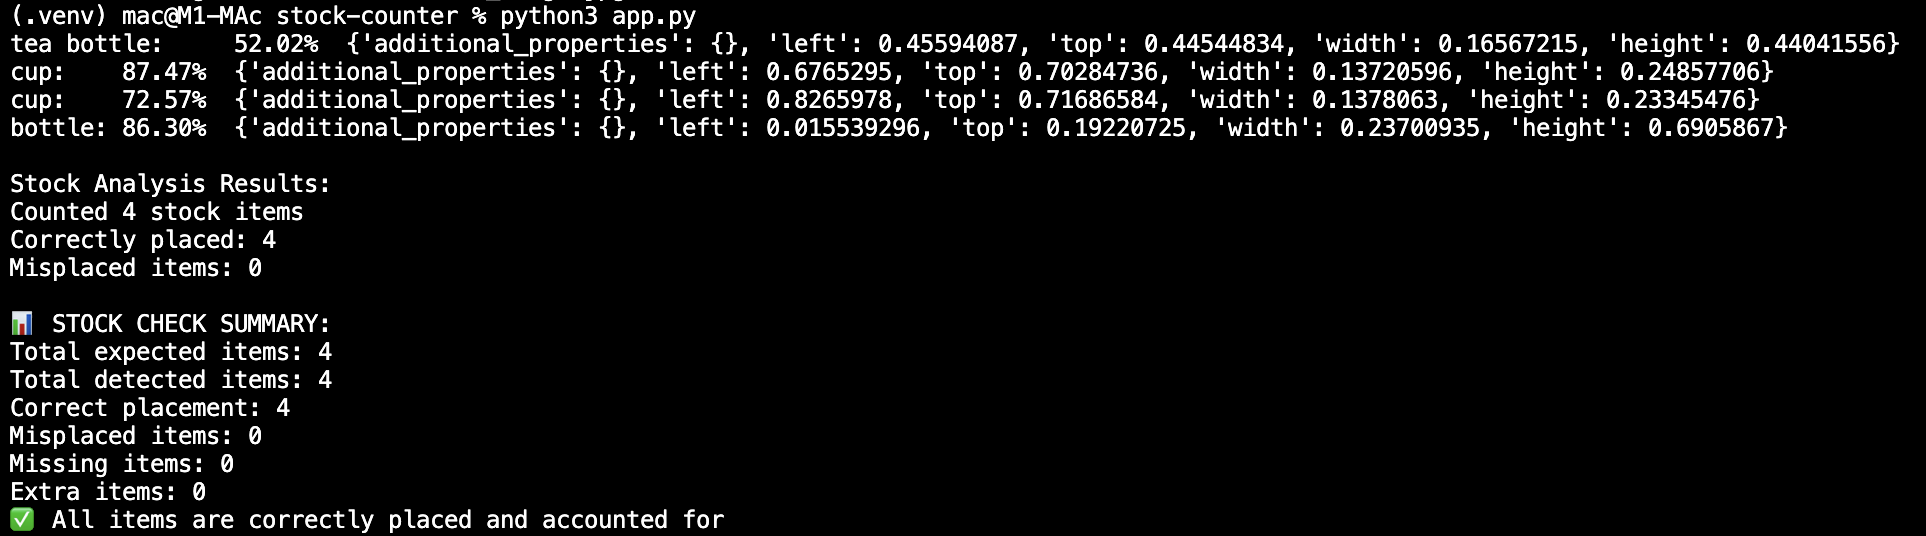 (.venv) mac@M1-MAc stock-counter % python3 app.py
tea bottle:     52.02%  {'additional_properties': {}, 'left': 0.45594087, 'top': 0.44544834, 'width': 0.16567215, 'height': 0.44041556}
cup:    87.47%  {'additional_properties': {}, 'left': 0.6765295, 'top': 0.70284736, 'width': 0.13720596, 'height': 0.24857706}
cup:    72.57%  {'additional_properties': {}, 'left': 0.8265978, 'top': 0.71686584, 'width': 0.1378063, 'height': 0.23345476}
bottle: 86.30%  {'additional_properties': {}, 'left': 0.015539296, 'top': 0.19220725, 'width': 0.23700935, 'height': 0.6905867}
Stock Analysis Results:
Counted 4 stock items
Correctly placed: 4
Misplaced items: 0
📊 STOCK CHECK SUMMARY:
Total expected items: 4
Total detected items: 4
Correct placement: 4
Misplaced items: 0
Missing items: 0
Extra items: 0
✅ All items are correctly placed and accounted for